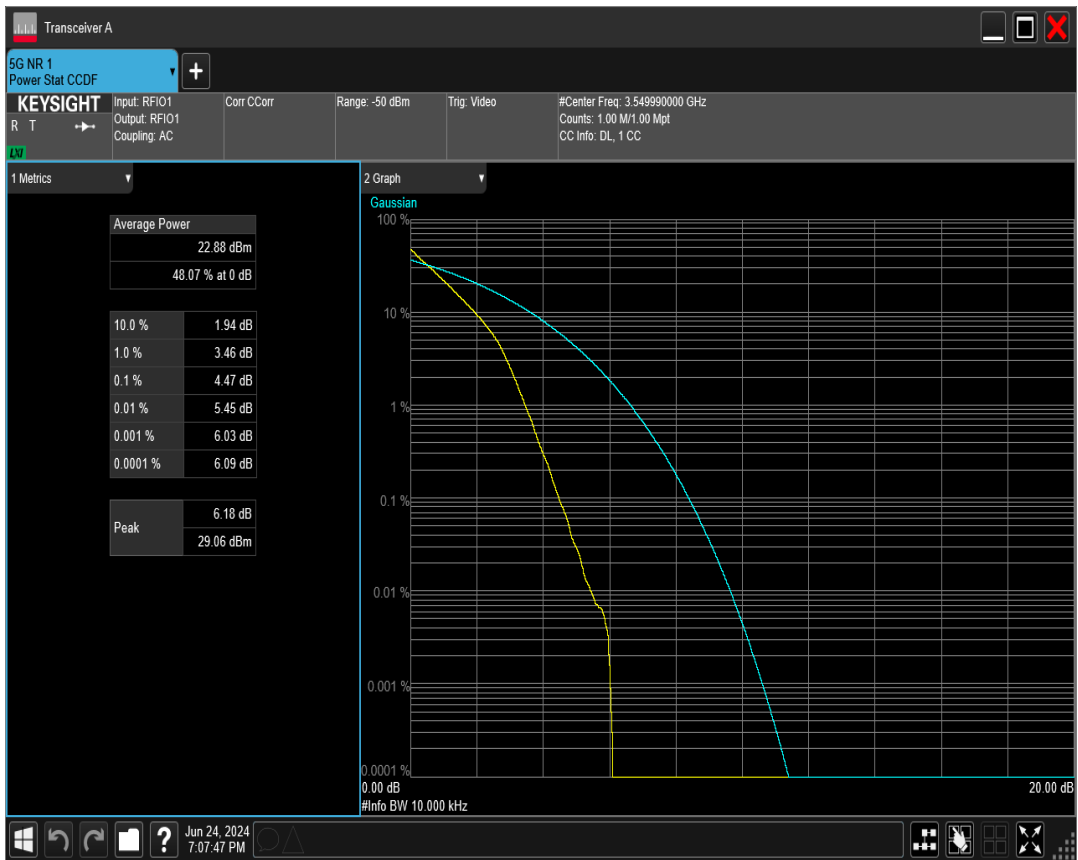 Transceiver A
5G NR 1
Power Stat CCDF
KEYSIGHT
R T
LXI
Input: RFIO1
Output: RFIO1
Coupling: AC
Corr CCorr
Range: -50 dBm
Trig: Video
#Center Freq: 3.549990000 GHz
Counts: 1.00 M/1.00 Mpt
CC Info: DL, 1 CC
1 Metrics
Average Power
22.88 dBm
48.07 % at 0 dB
10.0 % 1.94 dB
1.0 % 3.46 dB
0.1 % 4.47 dB
0.01 % 5.45 dB
0.001 % 6.03 dB
0.0001 % 6.09 dB
Peak
6.18 dB
29.06 dBm
2 Graph
Gaussian
100 %
10 %
1 %
0.1 %
0.01 %
0.001 %
0.0001 %
0.00 dB 20.00 dB
#Info BW 10.000 kHz
?
Jun 24, 2024
7:07:47 PM